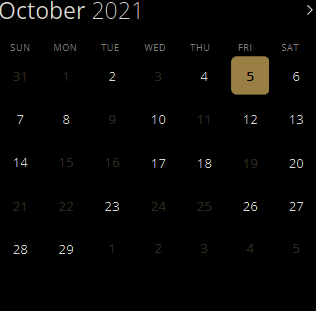 October 2021
SUN MON TUE WED THU FRI SAT
31 1 2 3 4 5 6
7 8 9 10 11 12 13
14 15 16 17 18 19 20
21 22 23 24 25 26 27
28 29 1 2 3 4 5